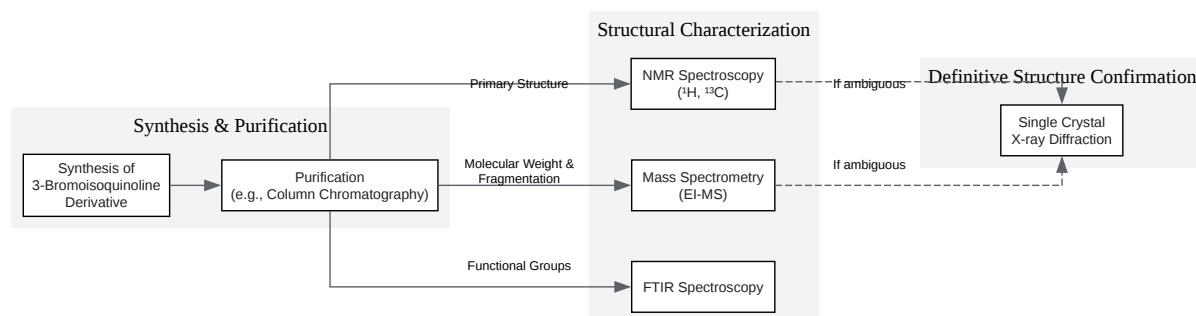 Synthesis & Purification
Synthesis of
3-Bromoisoquinoline
Derivative
Purification
(e.g., Column Chromatography)
Primary Structure
Molecular Weight &
Fragmentation
Functional Groups
Structural Characterization
NMR Spectroscopy
(¹H, ¹³C)
Mass Spectrometry
(EI-MS)
FTIR Spectroscopy
If ambiguous
If ambiguous
Definitive Structure Confirmation
Single Crystal
X-ray Diffraction